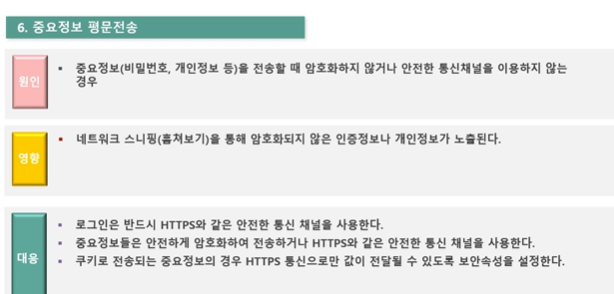 6. 중요정보 평문전송
원인
▪ 중요정보(비밀번호, 개인정보 등)을 전송할 때 암호화하지 않거나 안전한 통신채널을 이용하지 않는
경우
영향
▪ 네트워크 스니핑(훔쳐보기)을 통해 암호화되지 않은 인증정보나 개인정보가 노출된다.
대응
▪ 로그인은 반드시 HTTPS와 같은 안전한 통신 채널을 사용한다.
▪ 중요정보들은 안전하게 암호화하여 전송하거나 HTTPS와 같은 안전한 통신 채널을 사용한다.
▪ 쿠키로 전송되는 중요정보의 경우 HTTPS 통신으로만 값이 전달될 수 있도록 보안속성을 설정한다.